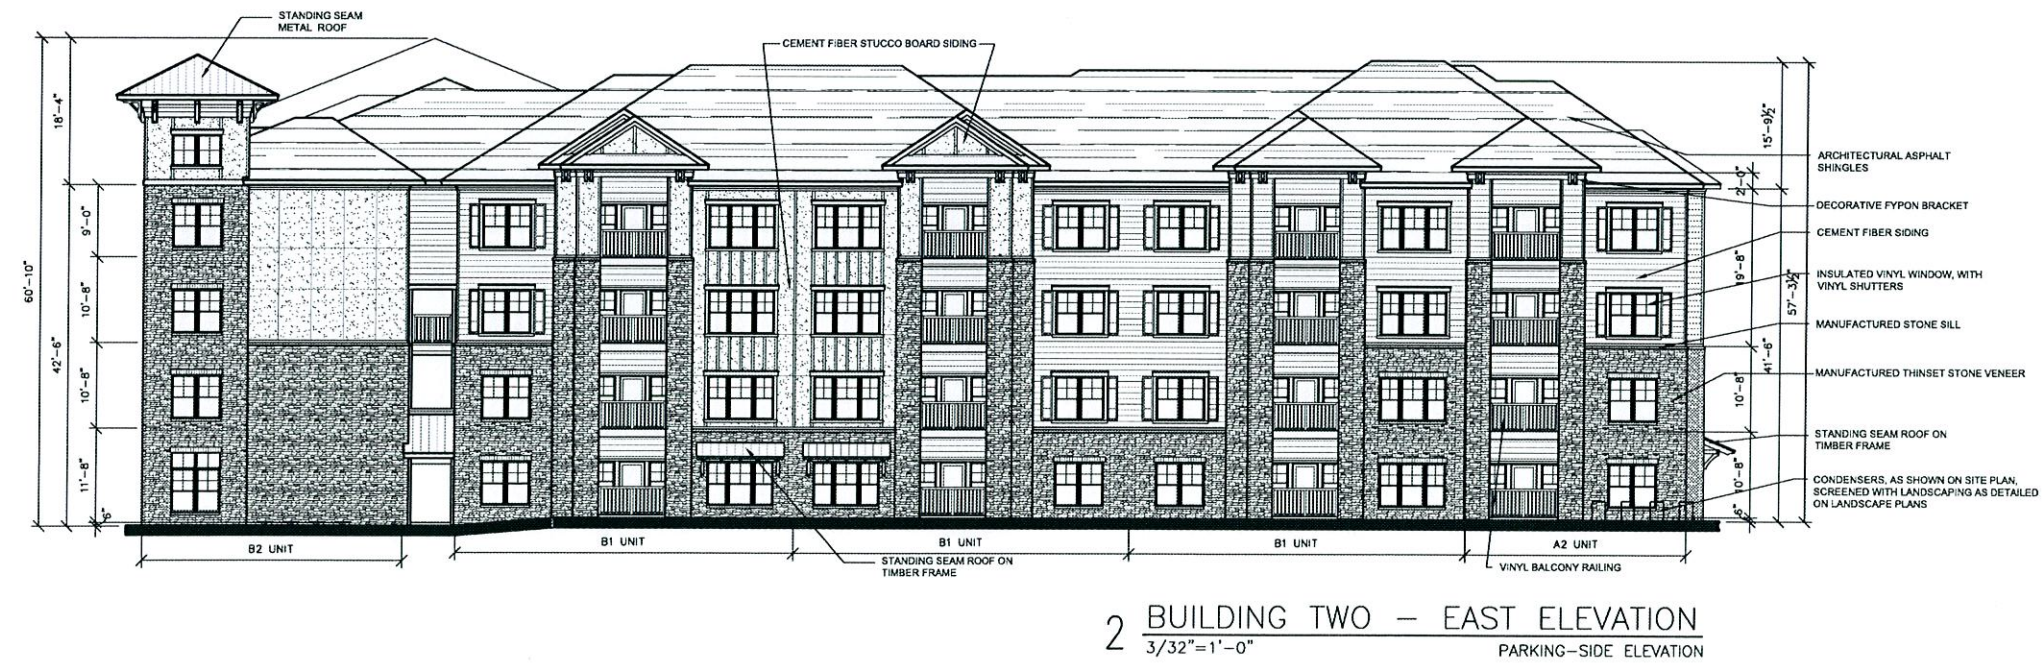 STANDING SEAM
METAL ROOF
CEMENT FIBER STUCCO BOARD SIDING
18'-4"
60'-10"
42'-6"
9'-0"
10'-8"
10'-8"
11'-8"
6"
15'-9½"
2'-0"
19'-8"
57'-3½"
41'-6"
10'-8"
10'-8"
6"
ARCHITECTURAL ASPHALT
SHINGLES
DECORATIVE FYPON BRACKET
CEMENT FIBER SIDING
INSULATED VINYL WINDOW, WITH
VINYL SHUTTERS
MANUFACTURED STONE SILL
MANUFACTURED THINSET STONE VENEER
STANDING SEAM ROOF ON
TIMBER FRAME
CONDENSERS, AS SHOWN ON SITE PLAN,
SCREENED WITH LANDSCAPING AS DETAILED
ON LANDSCAPE PLANS
B2 UNIT
B1 UNIT
B1 UNIT
B1 UNIT
A2 UNIT
STANDING SEAM ROOF ON
TIMBER FRAME
VINYL BALCONY RAILING
2 BUILDING TWO - EAST ELEVATION
3/32"=1'-0"
PARKING-SIDE ELEVATION